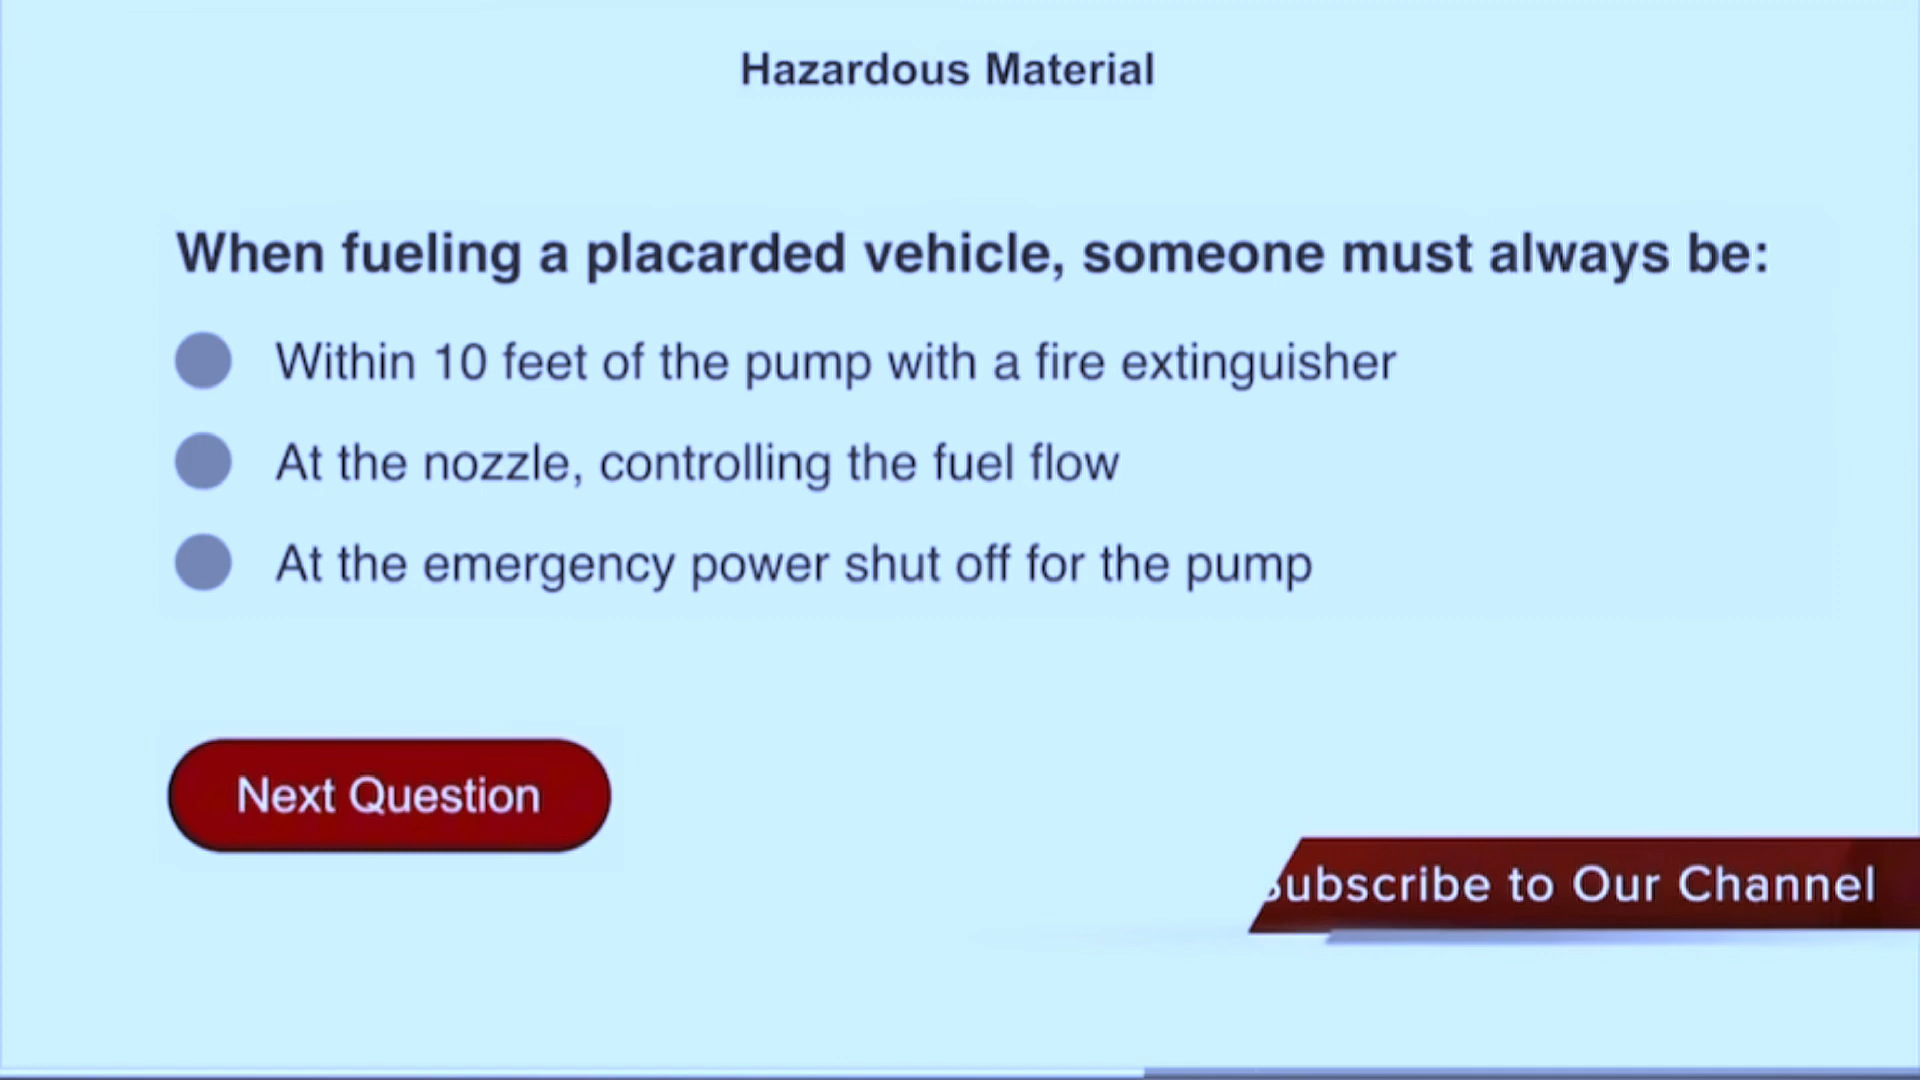 Hazardous Material
When fueling a placarded vehicle, someone must always be:
Within 10 feet of the pump with a fire extinguisher
At the nozzle, controlling the fuel flow
At the emergency power shut off for the pump
Next Question
ubscribe to Our Channel